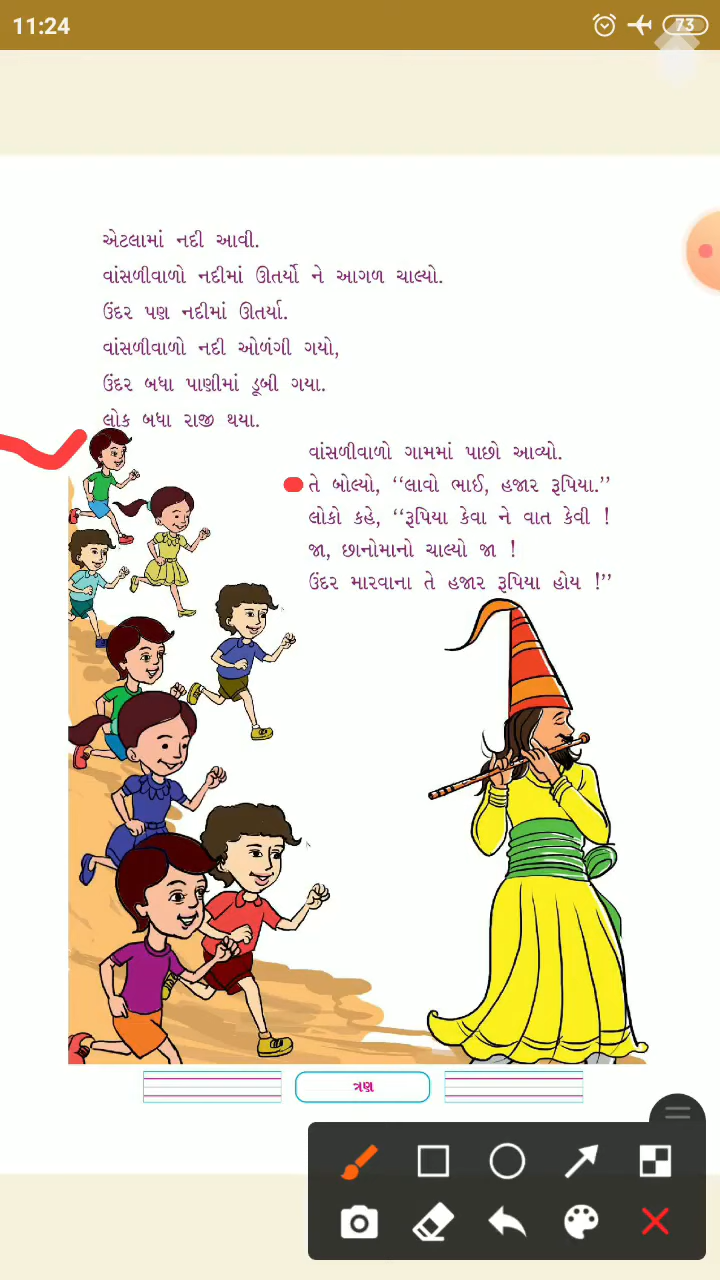 11:24
73
એટલામાં નદી આવી.
વાંસળીવાળો નદીમાં ઊતર્યો ને આગળ ચાલ્યો.
ઉંદર પણ નદીમાં ઊતર્યા.
વાંસળીવાળો નદી ઓળંગી ગયો,
ઉંદર બધા પાણીમાં ડૂબી ગયા.
લોક બધા રાજી થયા.
વાંસળીવાળો ગામમાં પાછો આવ્યો.
તે બોલ્યો, ‘‘લાવો ભાઈ, હજાર રૂપિયા.’’
લોકો કહે, ‘‘રૂપિયા કેવા ને વાત કેવી !
જા, છાનોમાનો ચાલ્યો જા !
ઉંદર મારવાના તે હજાર રૂપિયા હોય !’’
ત્રણ